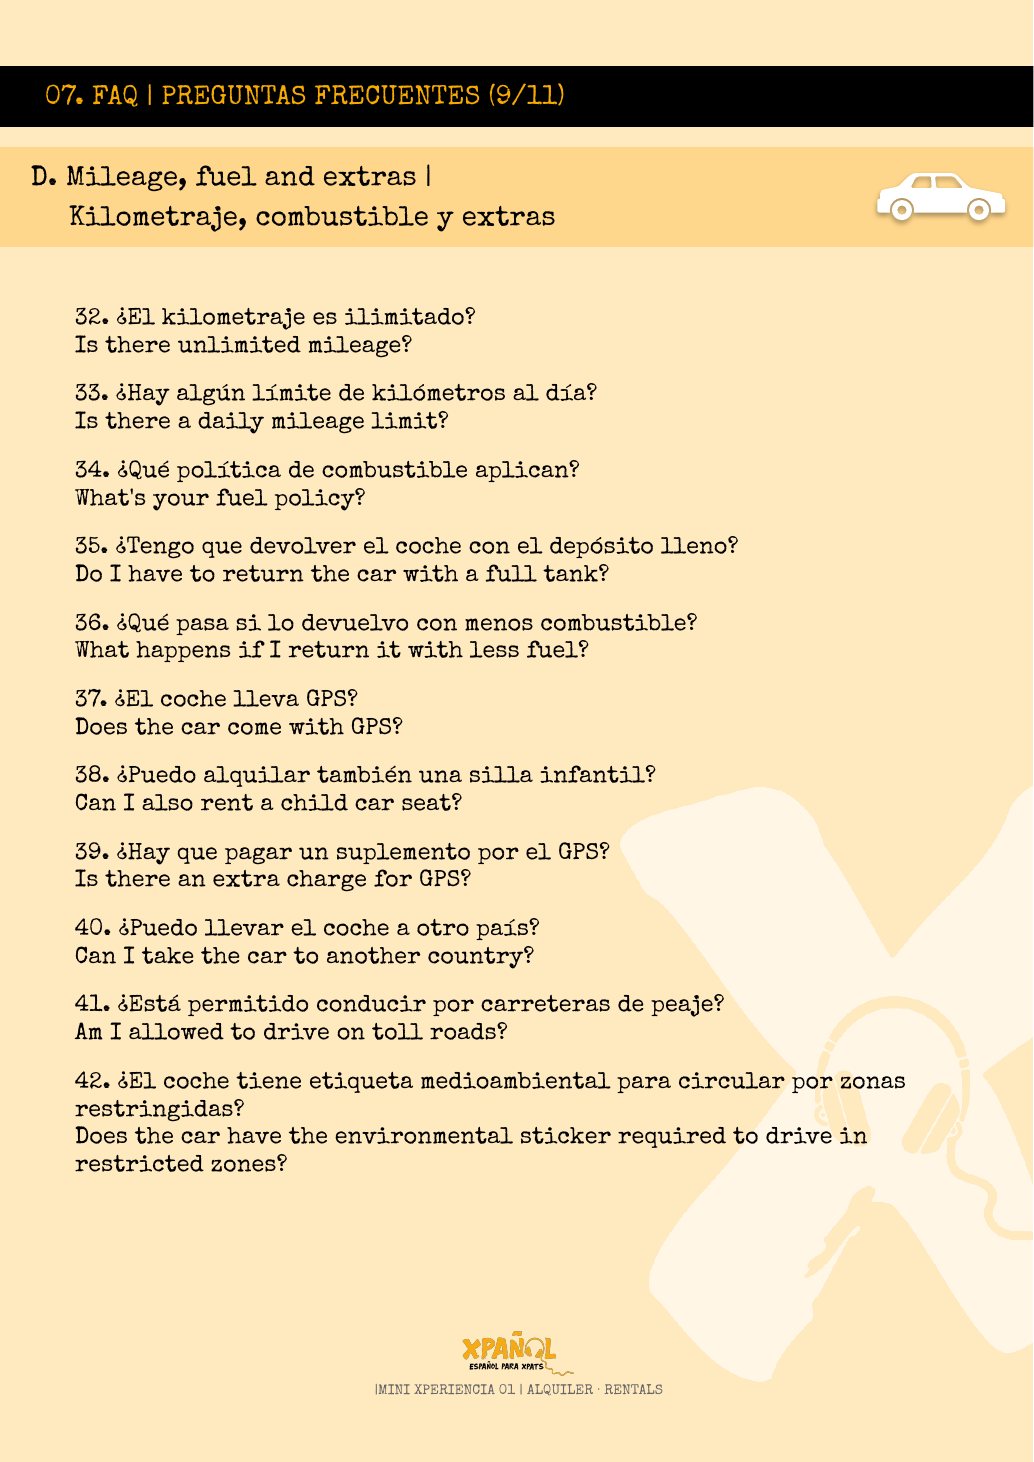 07. FAQ | PREGUNTAS FRECUENTES (9/11)
D. Mileage, fuel and extras |
Kilometraje, combustible y extras
32. ¿El kilometraje es ilimitado?
Is there unlimited mileage?
33. ¿Hay algún límite de kilómetros al día?
Is there a daily mileage limit?
34. ¿Qué política de combustible aplican?
What's your fuel policy?
35. ¿Tengo que devolver el coche con el depósito lleno?
Do I have to return the car with a full tank?
36. ¿Qué pasa si lo devuelvo con menos combustible?
What happens if I return it with less fuel?
37. ¿El coche lleva GPS?
Does the car come with GPS?
38. ¿Puedo alquilar también una silla infantil?
Can I also rent a child car seat?
39. ¿Hay que pagar un suplemento por el GPS?
Is there an extra charge for GPS?
40. ¿Puedo llevar el coche a otro país?
Can I take the car to another country?
41. ¿Está permitido conducir por carreteras de peaje?
Am I allowed to drive on toll roads?
42. ¿El coche tiene etiqueta medioambiental para circular por zonas
restringidas?
Does the car have the environmental sticker required to drive in
restricted zones?
XPAÑOL
ESPAÑOL PARA XPATS
|MINI XPERIENCIA 01 | ALQUILER · RENTALS